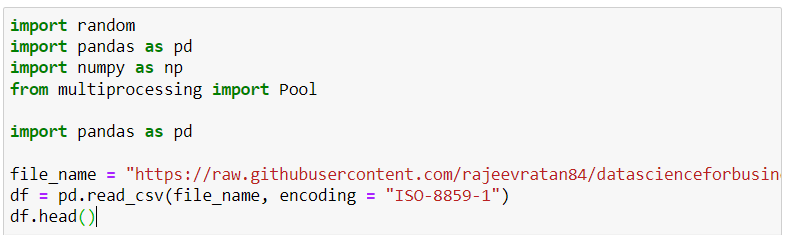 import random
import pandas as pd
import numpy as np
from multiprocessing import Pool
import pandas as pd
file_name = "https://raw.githubusercontent.com/rajeevratan84/datascienceforbusin
df = pd.read_csv(file_name, encoding = "ISO-8859-1")
df.head()